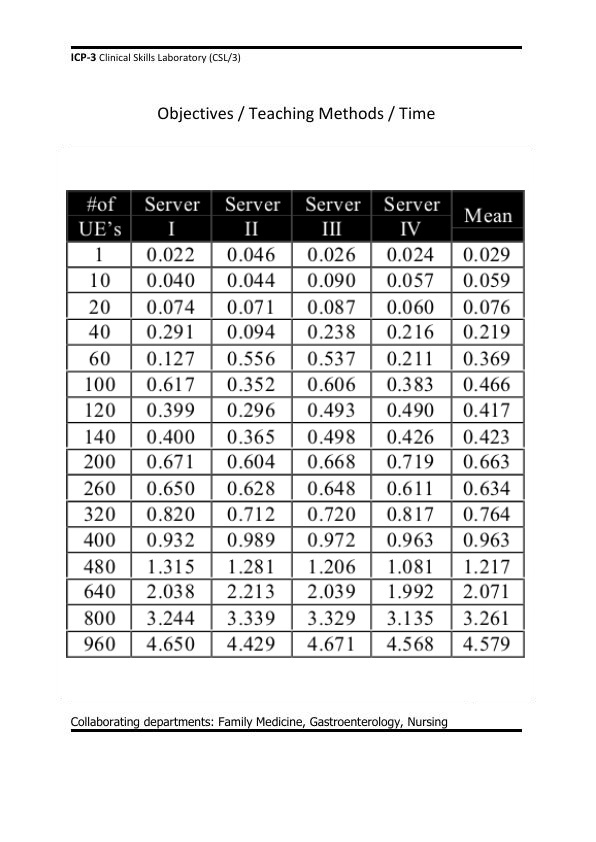 ICP-3 Clinical Skills Laboratory (CSL/3)
Objectives / Teaching Methods / Time
#of UE's Server I Server II Server III Server IV Mean
1 0.022 0.046 0.026 0.024 0.029
10 0.040 0.044 0.090 0.057 0.059
20 0.074 0.071 0.087 0.060 0.076
40 0.291 0.094 0.238 0.216 0.219
60 0.127 0.556 0.537 0.211 0.369
100 0.617 0.352 0.606 0.383 0.466
120 0.399 0.296 0.493 0.490 0.417
140 0.400 0.365 0.498 0.426 0.423
200 0.671 0.604 0.668 0.719 0.663
260 0.650 0.628 0.648 0.611 0.634
320 0.820 0.712 0.720 0.817 0.764
400 0.932 0.989 0.972 0.963 0.963
480 1.315 1.281 1.206 1.081 1.217
640 2.038 2.213 2.039 1.992 2.071
800 3.244 3.339 3.329 3.135 3.261
960 4.650 4.429 4.671 4.568 4.579
Collaborating departments: Family Medicine, Gastroenterology, Nursing